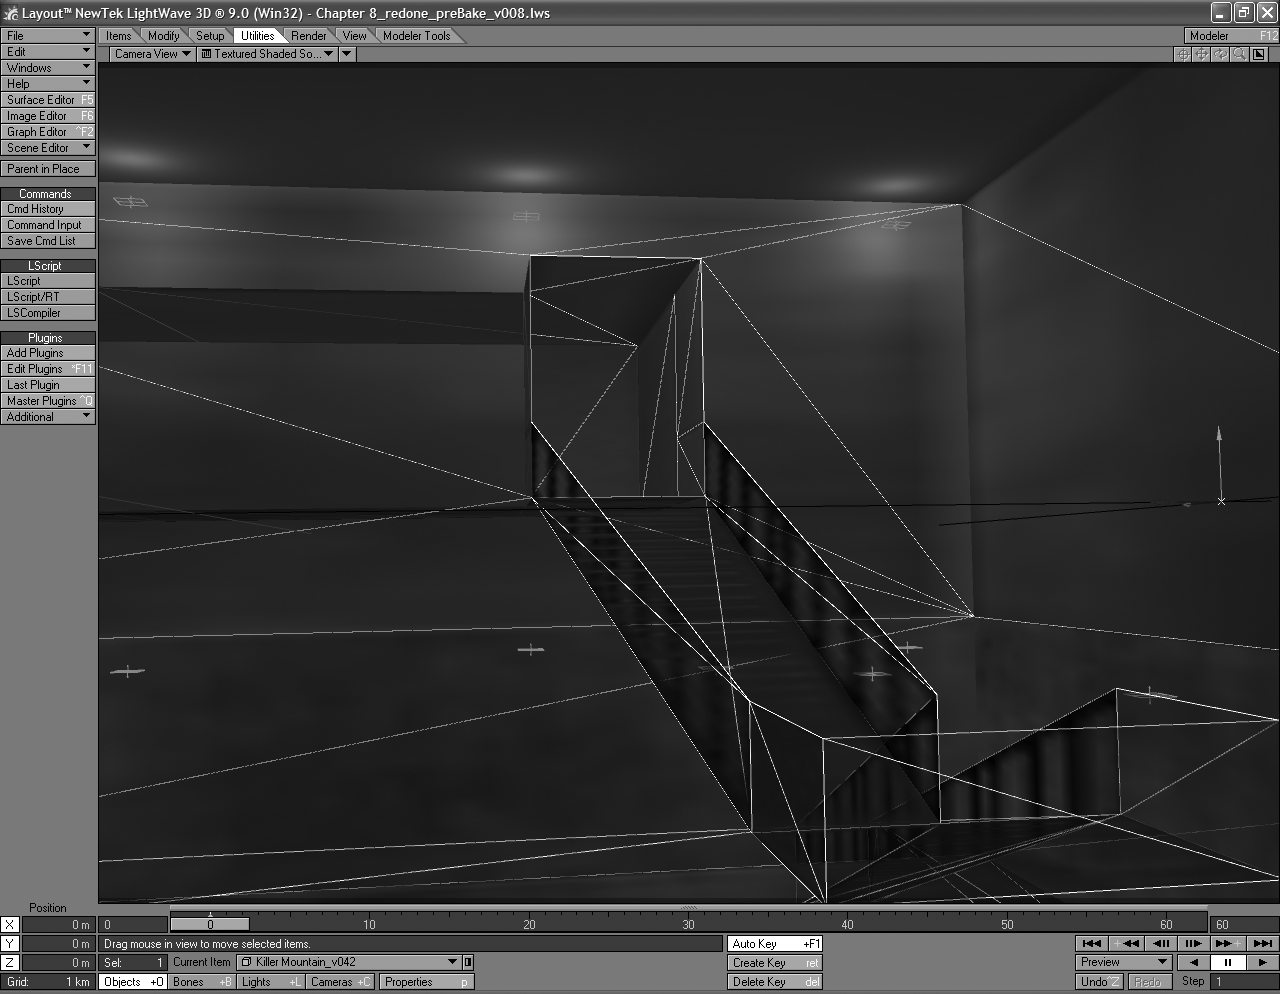 Layout™ NewTek LightWave 3D ® 9.0 (Win32) - Chapter 8_redone_preBake_v008.lws
File
Items Modify Setup Utilities Render View Modeler Tools
Modeler F12
Edit
Camera View Textured Shaded So...
Windows
Help
Surface Editor F5
Image Editor F6
Graph Editor ^F2
Scene Editor
Parent in Place
Commands
Cmd History
Command Input
Save Cmd List
LScript
LScript
LScript/RT
LSCompiler
Plugins
Add Plugins
Edit Plugins *F11
Last Plugin
Master Plugins ^Q
Additional
Position
X 0 m 0 0 10 20 30 40 50 60 60
Y 0 m Drag mouse in view to move selected items. Auto Key +F1
Z 0 m Sel: 1 Current Item Killer Mountain_v042 Create Key ret Preview
Grid: 1 km Objects +O Bones +B Lights +L Cameras +C Properties p Delete Key del Undo ^Z Redo Step 1